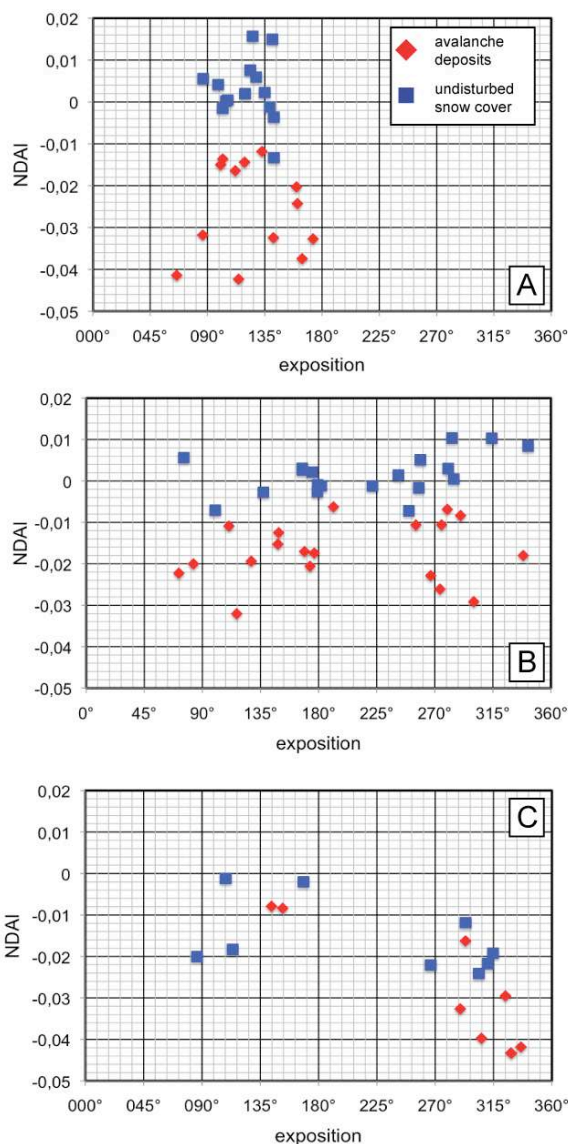 0,02
avalanche
deposits
undisturbed
snow cover
0,01
0
-0,01
-0,02
-0,03
-0,04
-0,05
NDAI
A
000° 045° 090° 135° 180° 225° 270° 315° 360°
exposition
0,02
0,01
0
-0,01
-0,02
-0,03
-0,04
-0,05
NDAI
B
0° 45° 90° 135° 180° 225° 270° 315° 360°
exposition
0,02
C
0,01
0
-0,01
-0,02
-0,03
-0,04
-0,05
NDAI
000° 045° 090° 135° 180° 225° 270° 315° 360°
exposition